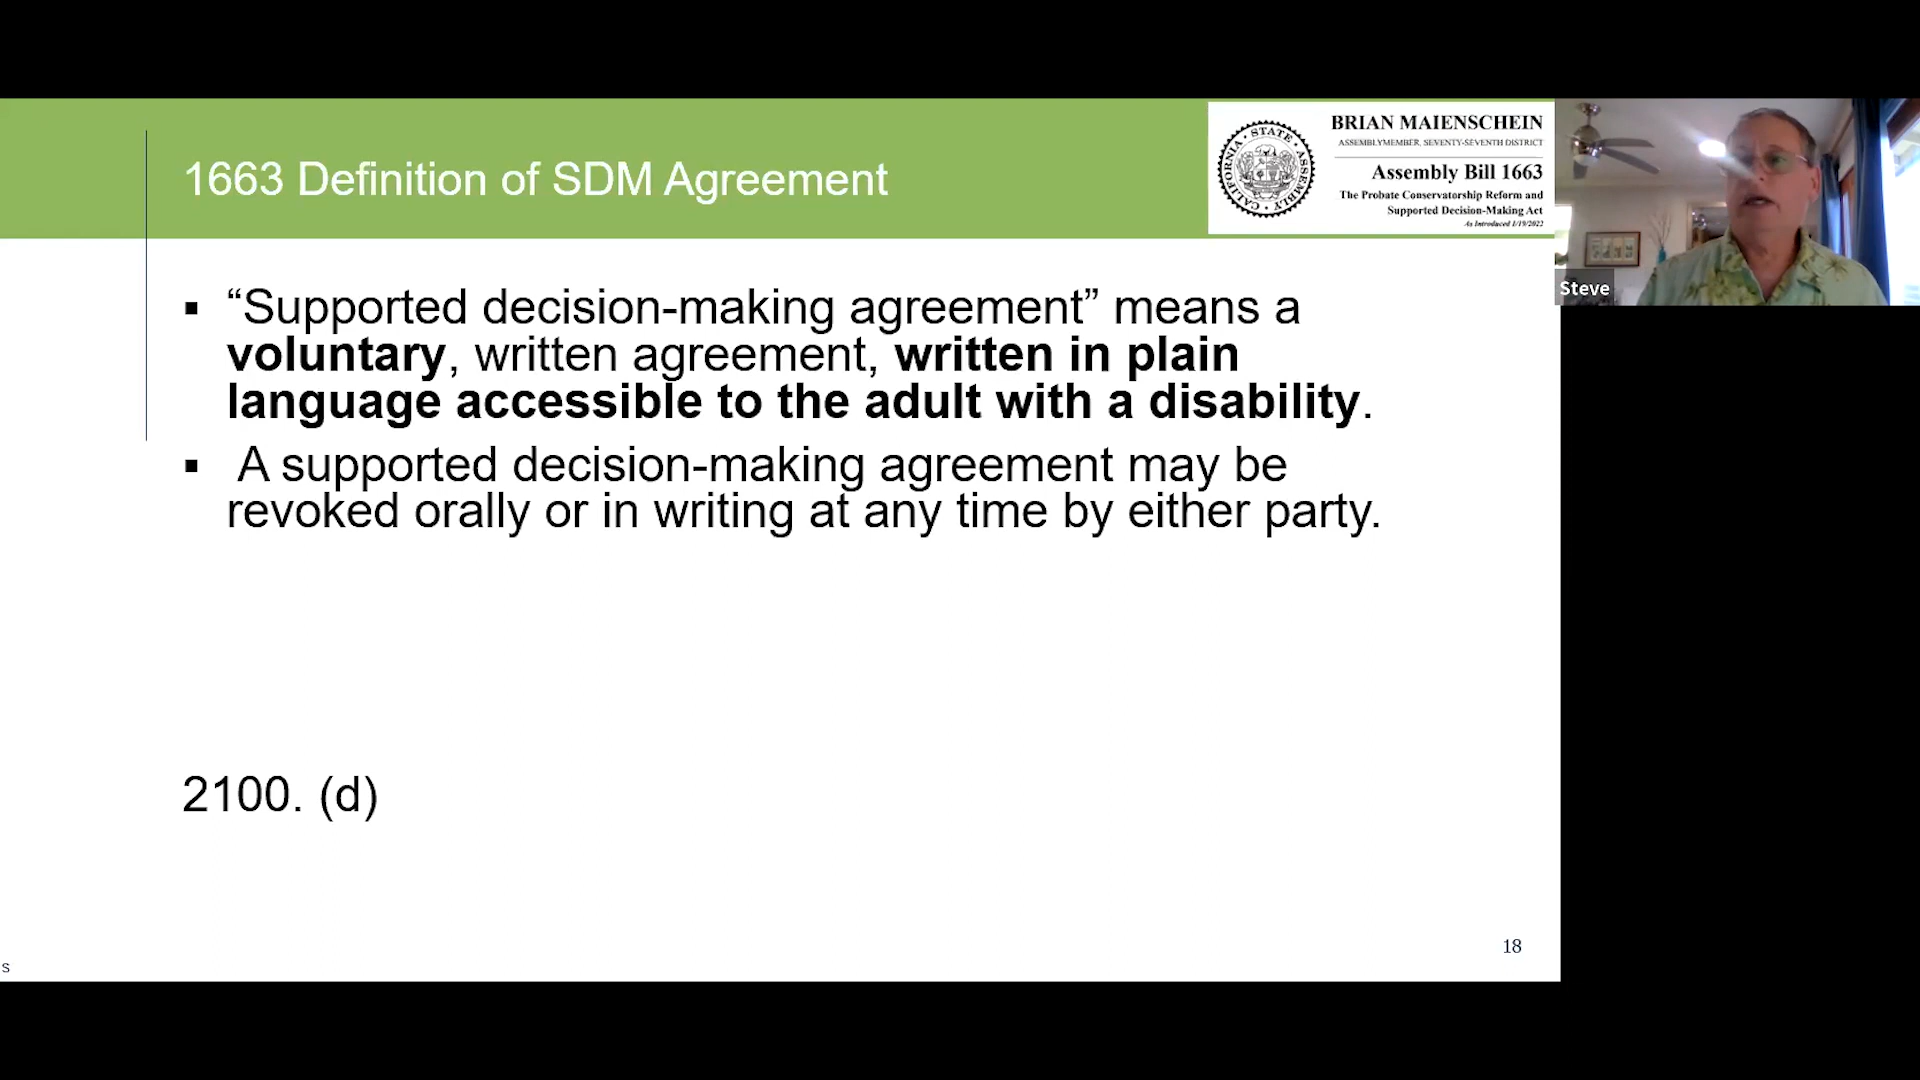 1663 Definition of SDM Agreement
CALIFORNIA · STATE · ASSEMBLY
BRIAN MAIENSCHEIN
ASSEMBLYMEMBER, SEVENTY-SEVENTH DISTRICT
Assembly Bill 1663
The Probate Conservatorship Reform and
Supported Decision-Making Act
As Introduced 1/19/2022
Steve
▪ “Supported decision-making agreement” means a
voluntary, written agreement, written in plain
language accessible to the adult with a disability.
▪ A supported decision-making agreement may be
revoked orally or in writing at any time by either party.
2100. (d)
18
s